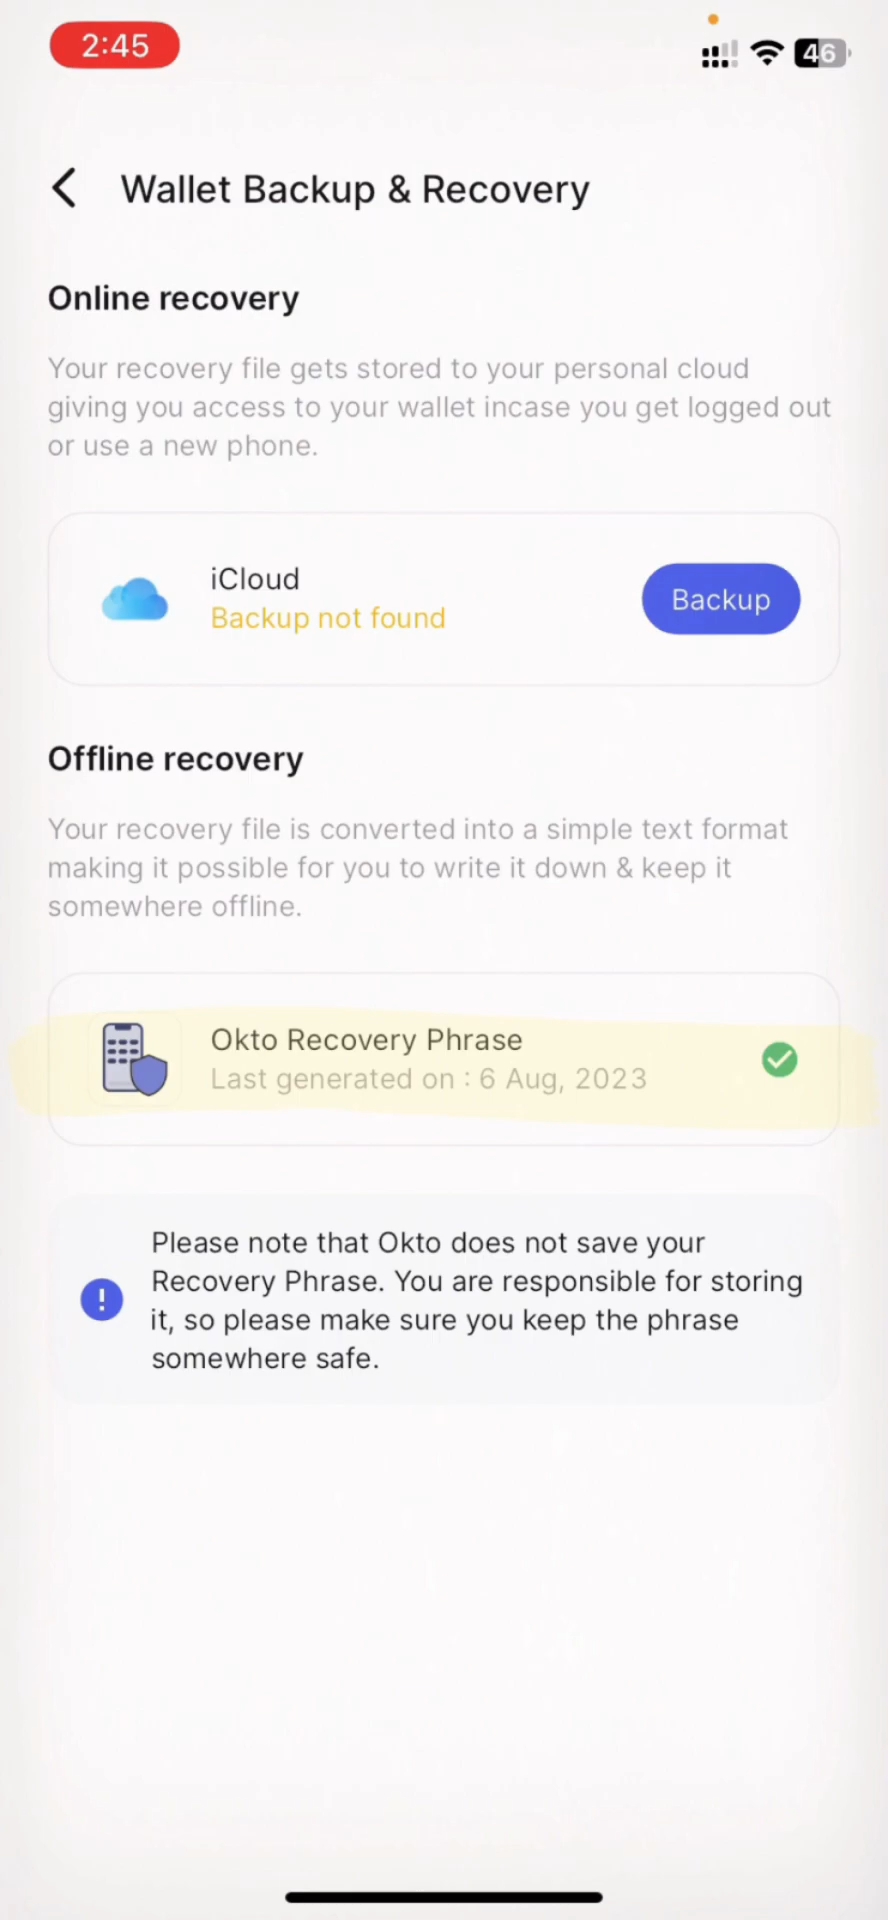 2:45
46
Wallet Backup & Recovery
Online recovery
Your recovery file gets stored to your personal cloud
giving you access to your wallet incase you get logged out
or use a new phone.
iCloud
Backup not found
Backup
Offline recovery
Your recovery file is converted into a simple text format
making it possible for you to write it down & keep it
somewhere offline.
Okto Recovery Phrase
Last generated on : 6 Aug, 2023
Please note that Okto does not save your
Recovery Phrase. You are responsible for storing
it, so please make sure you keep the phrase
somewhere safe.